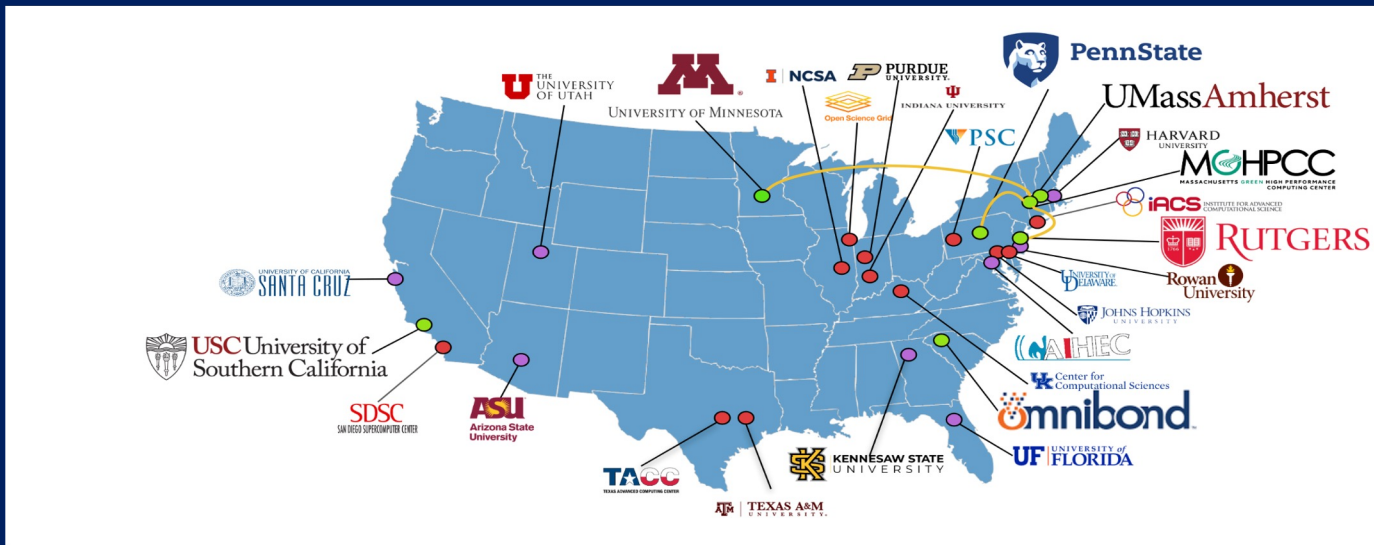 PennState
THE
UNIVERSITY
OF UTAH
M
UNIVERSITY OF MINNESOTA
I NCSA
P PURDUE
UNIVERSITY
Open Science Grid
INDIANA UNIVERSITY
PSC
UMassAmherst
HARVARD
UNIVERSITY
MGHPCC
MASSACHUSETTS GREEN HIGH PERFORMANCE
COMPUTING CENTER
iACS INSTITUTE FOR ADVANCED
COMPUTATIONAL SCIENCE
RUTGERS
Rowan
University
UNIVERSITY OF
DELAWARE
JOHNS HOPKINS
UNIVERSITY
AIHEC
UK Center for
Computational Sciences
omnibond
UF UNIVERSITY of
FLORIDA
KENNESAW STATE
UNIVERSITY
UNIVERSITY OF CALIFORNIA
SANTA CRUZ
USC University of
Southern California
SDSC
SAN DIEGO SUPERCOMPUTER CENTER
ASU
Arizona State
University
TACC
TEXAS ADVANCED COMPUTING CENTER
ATM TEXAS A&M
UNIVERSITY